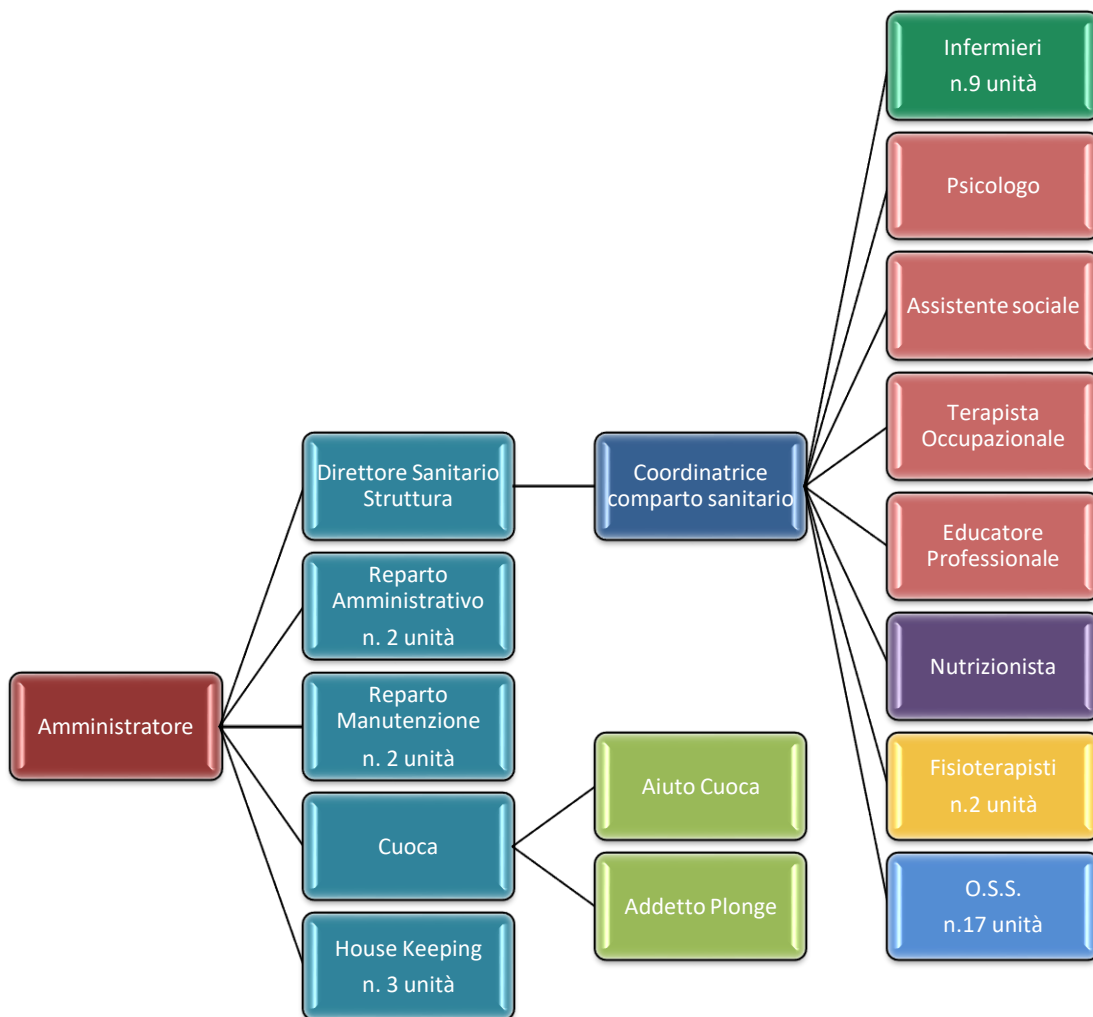 Amministratore
Direttore Sanitario
Struttura
Reparto
Amministrativo
n. 2 unità
Reparto
Manutenzione
n. 2 unità
Cuoca
House Keeping
n. 3 unità
Coordinatrice
comparto sanitario
Aiuto Cuoca
Addetto Plonge
Infermieri
n.9 unità
Psicologo
Assistente sociale
Terapista
Occupazionale
Educatore
Professionale
Nutrizionista
Fisioterapisti
n.2 unità
O.S.S.
n.17 unità